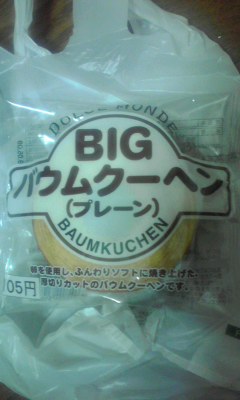 DOLCE MONDE
BIG
バウムクーヘン
(プレーン)
BAUMKUCHEN
卵を使用し、ふんわりソフトに焼き上げた、
厚切りカットのバウムクーヘンです。
05円